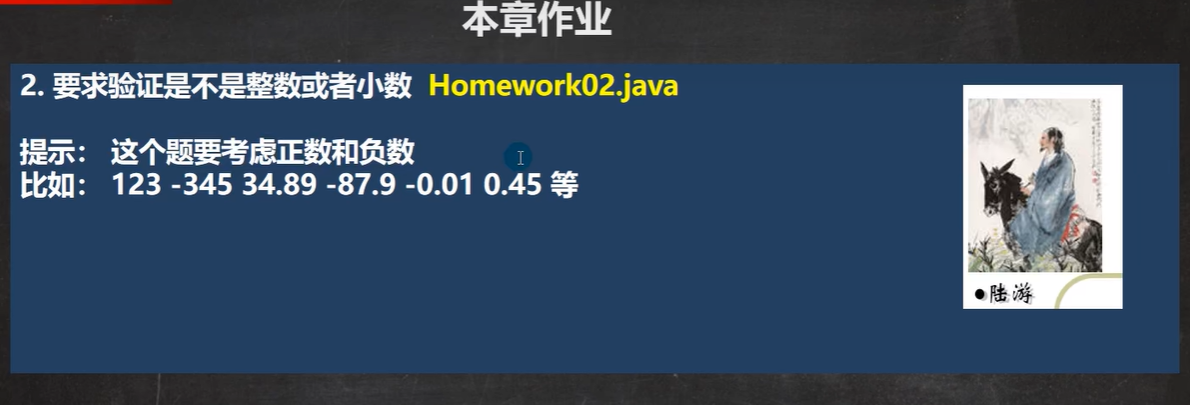 本章作业
2. 要求验证是不是整数或者小数 Homework02.java
提示： 这个题要考虑正数和负数
比如： 123 -345 34.89 -87.9 -0.01 0.45 等
●陆游